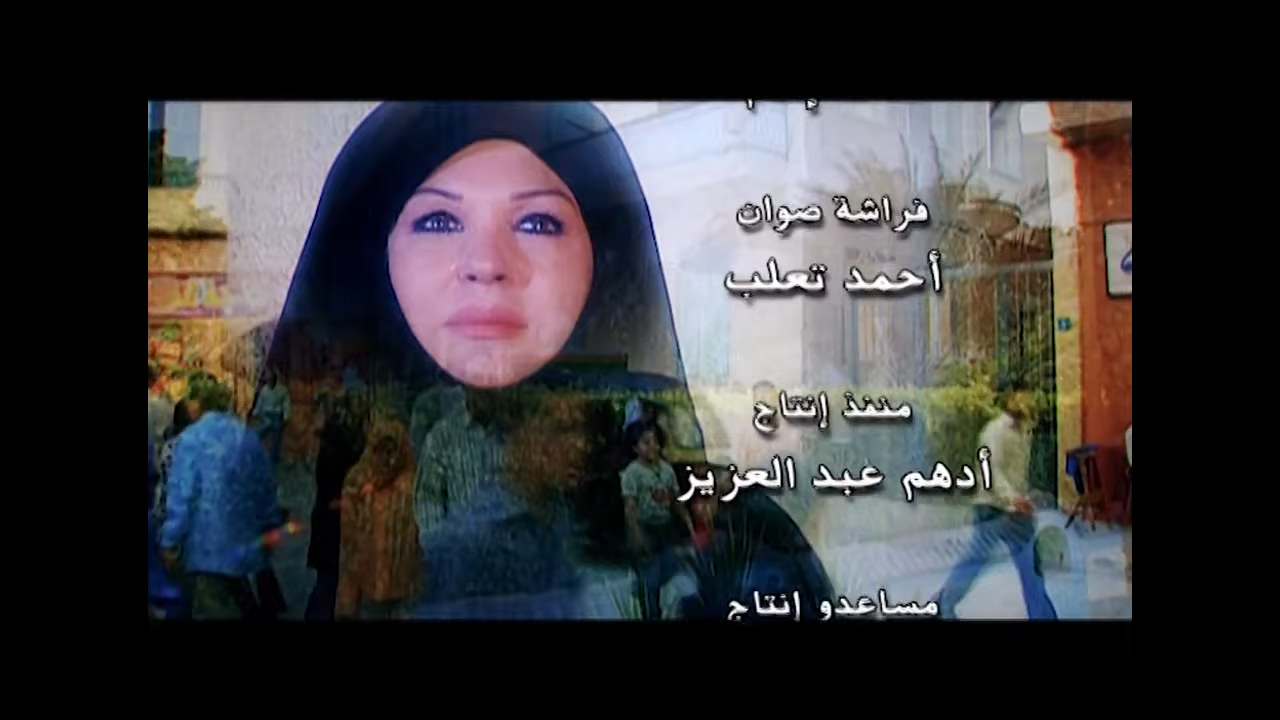 فراشة صوان
أحمد تعلب
منفذ إنتاج
أدهم عبد العزيز
مساعدو إنتاج